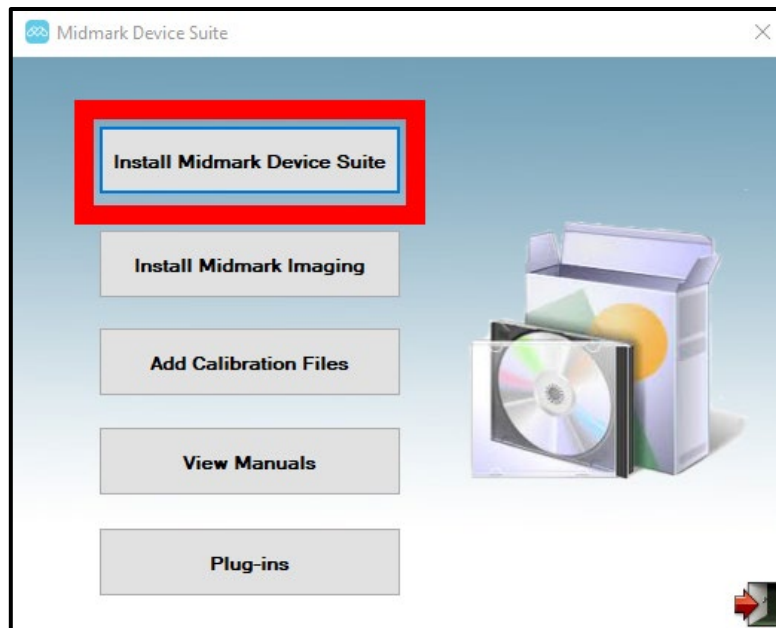 Midmark Device Suite
Install Midmark Device Suite
Install Midmark Imaging
Add Calibration Files
View Manuals
Plug-ins